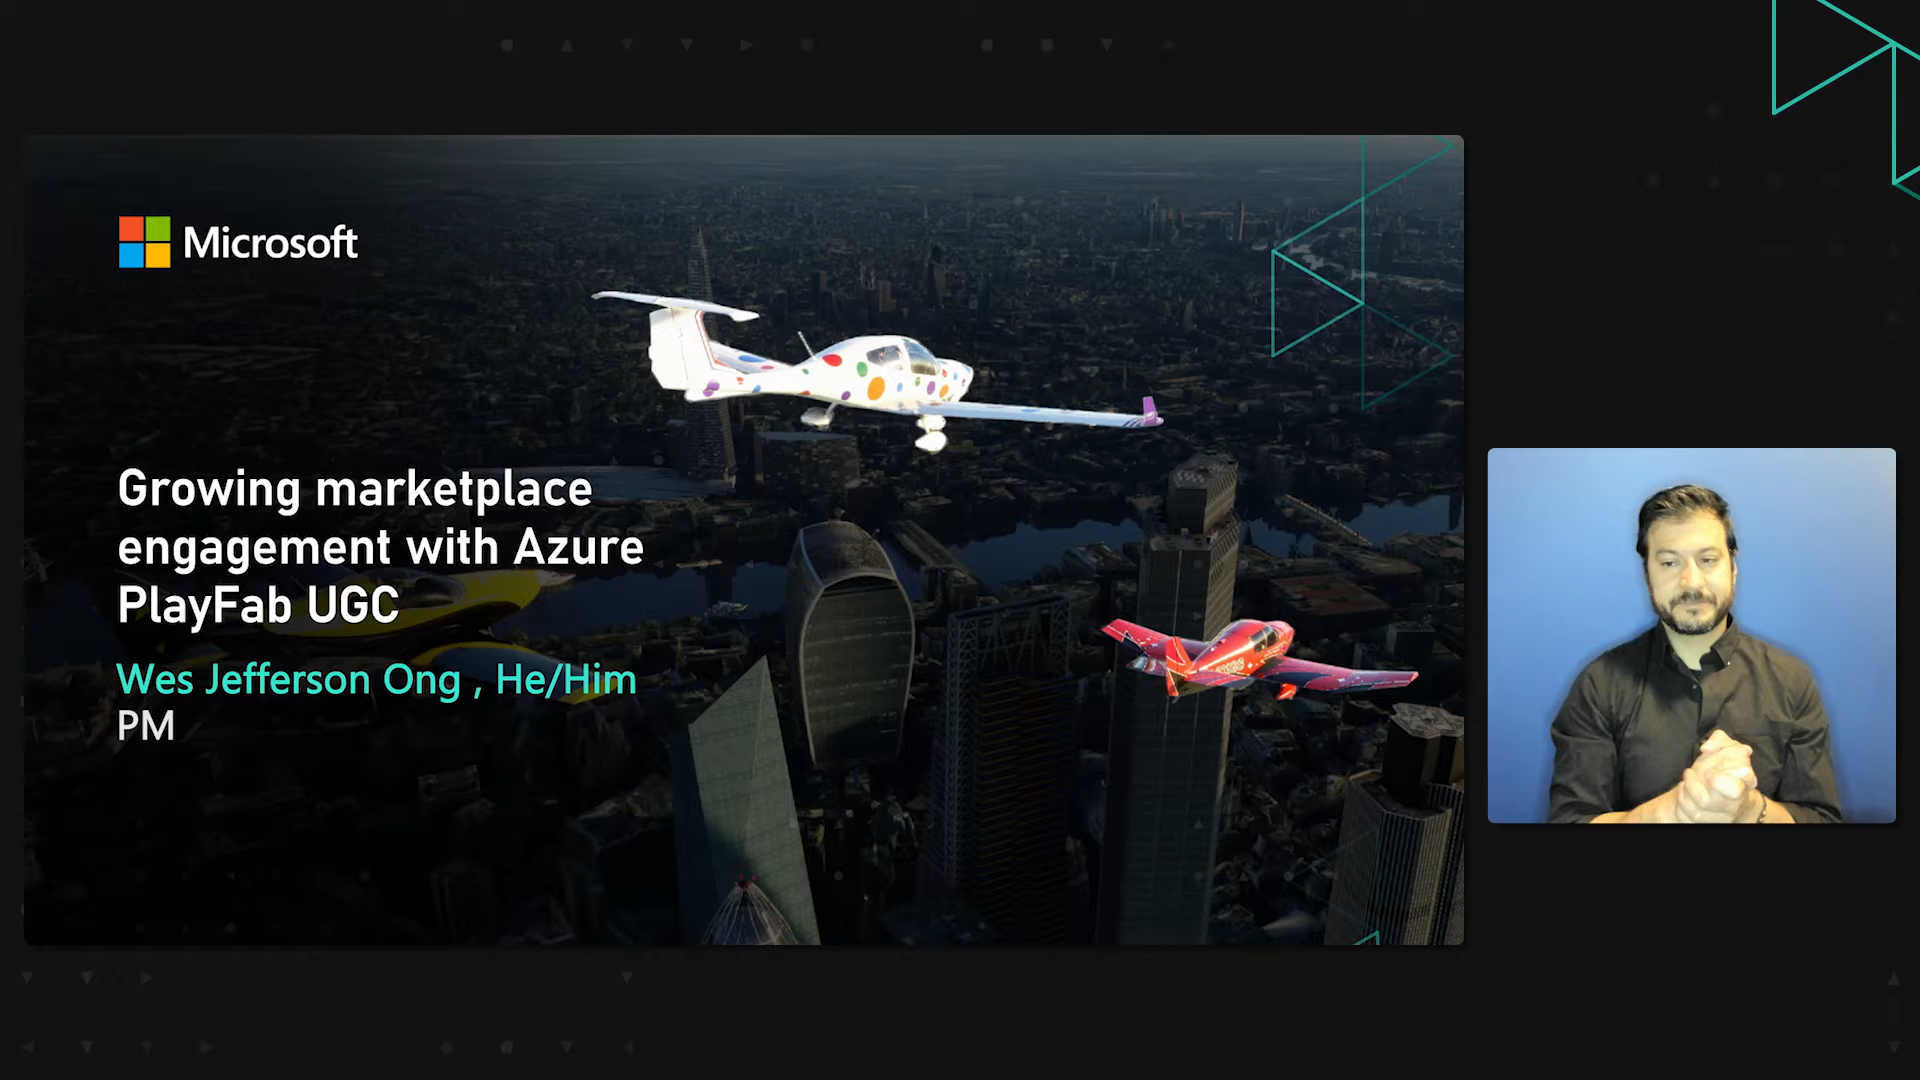 Microsoft
Growing marketplace
engagement with Azure
PlayFab UGC
Wes Jefferson Ong , He/Him
PM